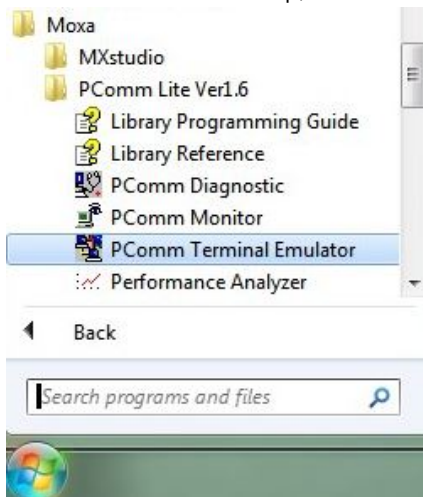 Moxa
MXstudio
PComm Lite Ver1.6
Library Programming Guide
Library Reference
PComm Diagnostic
PComm Monitor
PComm Terminal Emulator
Performance Analyzer
Back
Search programs and files